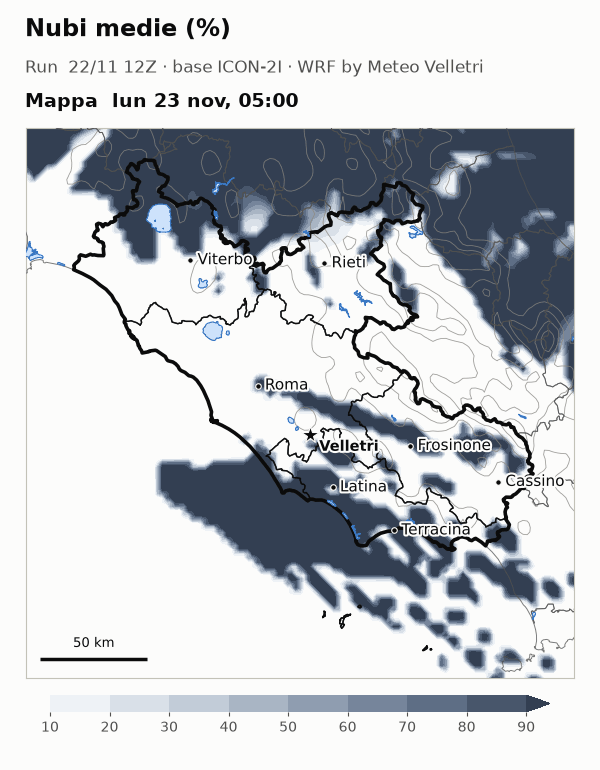 Nubi medie (%)
Run 22/11 12Z · base ICON-2I · WRF by Meteo Velletri
Mappa lun 23 nov, 05:00
Viterbo
Rieti
Roma
Velletri
Frosinone
Latina
Cassino
Terracina
50 km
10 20 30 40 50 60 70 80 90